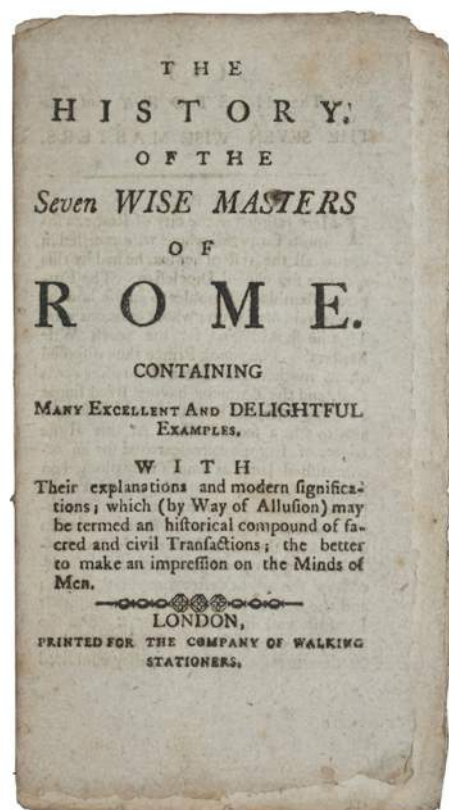 THE
HISTORY.
OF THE
Seven WISE MASTERS
OF
ROME.
CONTAINING
MANY EXCELLENT AND DELIGHTFUL
EXAMPLES,
WITH
Their explanations and modern ſignifica-
tions; which (by Way of Alluſion) may
be termed an hiſtorical compound of ſa-
cred and civil Tranſactions; the better
to make an impreſſion on the Minds of
Men.
LONDON,
PRINTED FOR THE COMPANY OF WALKING
STATIONERS.